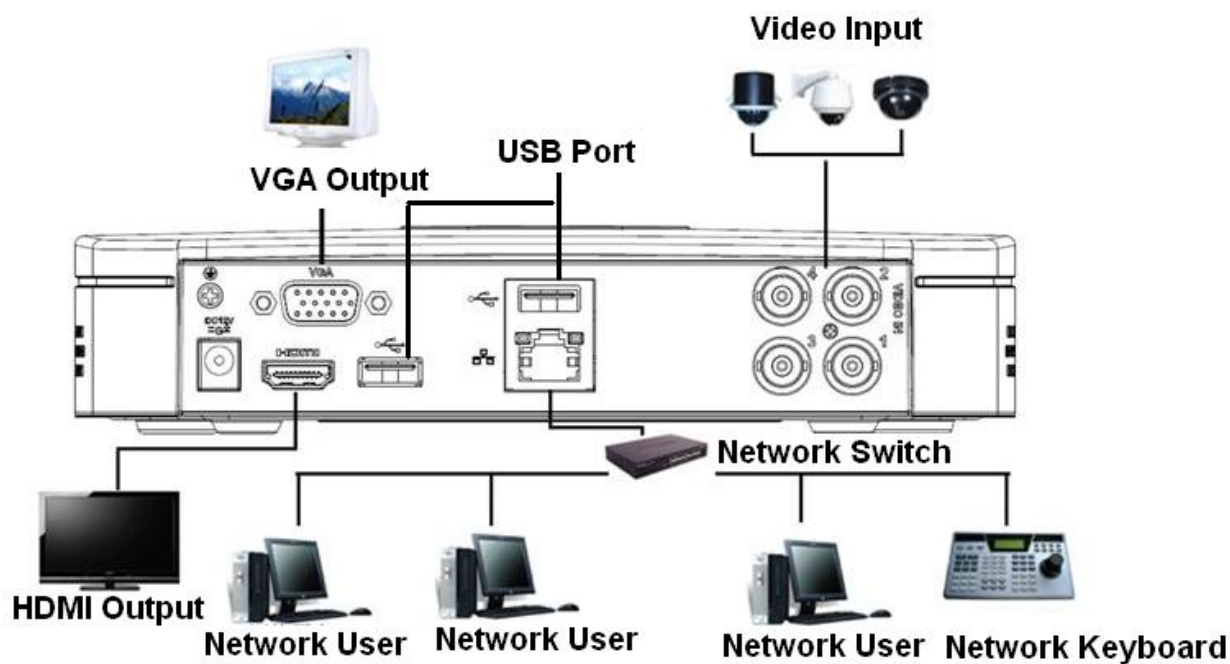 Video Input
USB Port
VGA Output
VGA
DC12V
HDMI
4
2
VIDEO IN
3
1
Network Switch
HDMI Output
Network User
Network User
Network User
Network Keyboard